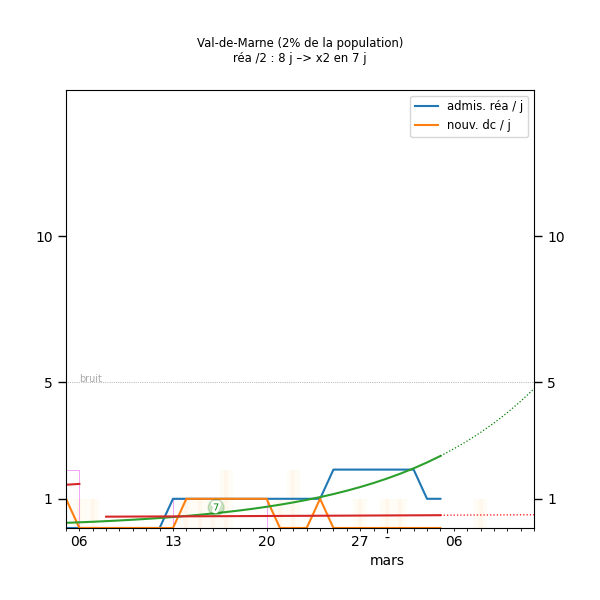 Val-de-Marne (2% de la population)
réa /2 : 8 j –> x2 en 7 j
admis. réa / j
nouv. dc / j
10
10
5
5
bruit
1
1
7
06
13
20
27
06
mars